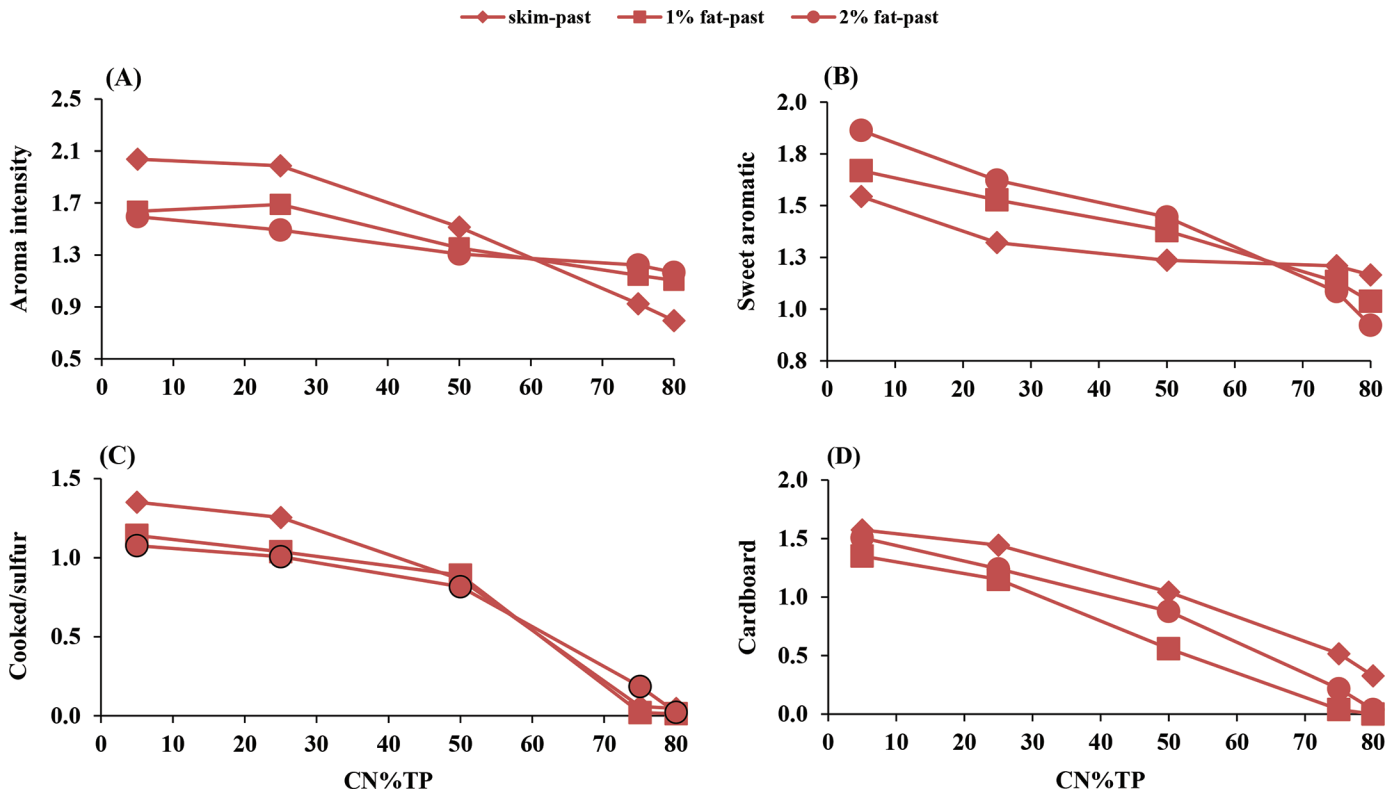 skim-past 1% fat-past 2% fat-past
(A)
Aroma intensity
2.5
2.1
1.7
1.3
0.9
0.5
0 10 20 30 40 50 60 70 80
(B)
Sweet aromatic
2.0
1.8
1.5
1.3
1.0
0.8
0 10 20 30 40 50 60 70 80
(C)
Cooked/sulfur
1.5
1.0
0.5
0.0
0 10 20 30 40 50 60 70 80
CN%TP
(D)
Cardboard
2.0
1.5
1.0
0.5
0.0
0 10 20 30 40 50 60 70 80
CN%TP